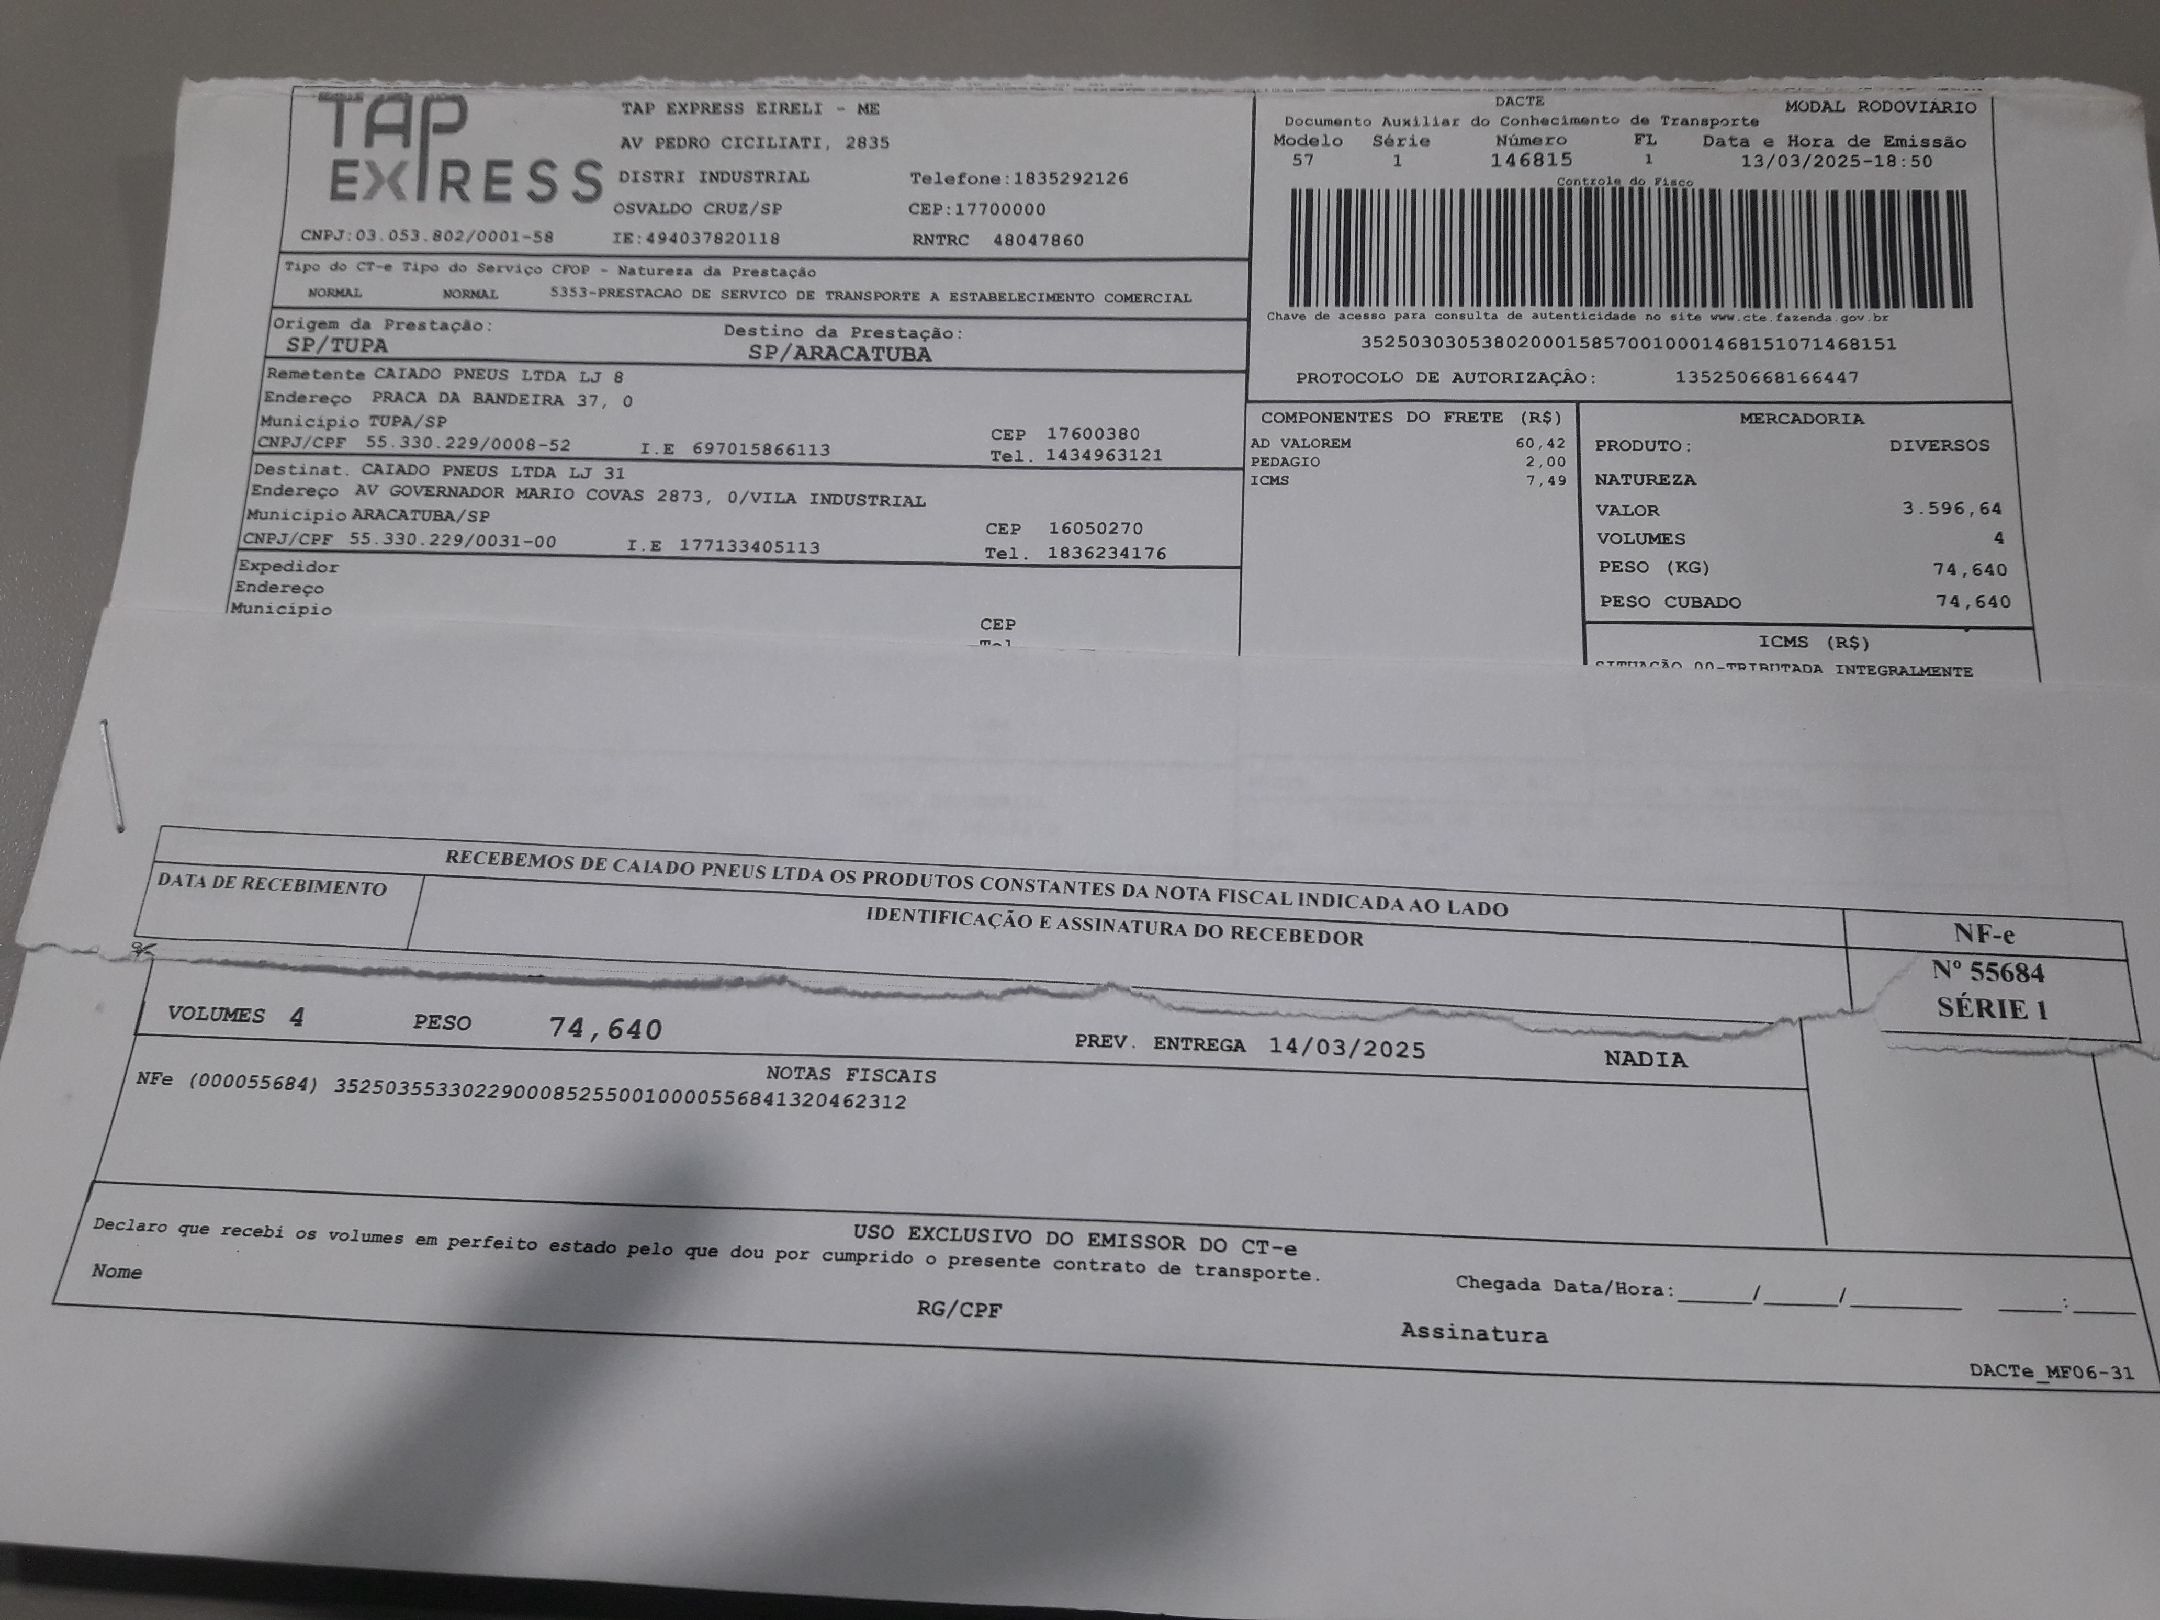 TAP EXPRESS
TAP EXPRESS EIRELI - ME
AV PEDRO CICILIATI, 2835
DISTRI INDUSTRIAL Telefone:1835292126
OSVALDO CRUZ/SP CEP:17700000
CNPJ:03.053.802/0001-58 IE:494037820118 RNTRC 48047860
DACTE MODAL RODOVIÁRIO
Documento Auxiliar do Conhecimento de Transporte
Modelo Série Número FL Data e Hora de Emissão
57 1 146815 1 13/03/2025-18:50
Controle do Fisco
Chave de acesso para consulta de autenticidade no site www.cte.fazenda.gov.br
35250303053802000158570010001468151071468151
PROTOCOLO DE AUTORIZAÇÃO: 135250668166447
Tipo do CT-e Tipo do Serviço CFOP - Natureza da Prestação
NORMAL NORMAL 5353-PRESTACAO DE SERVICO DE TRANSPORTE A ESTABELECIMENTO COMERCIAL
Origem da Prestação: Destino da Prestação:
SP/TUPA SP/ARACATUBA
Remetente CAIADO PNEUS LTDA LJ 8
Endereço PRACA DA BANDEIRA 37, 0
Município TUPA/SP CEP 17600380
CNPJ/CPF 55.330.229/0008-52 I.E 697015866113 Tel. 1434963121
Destinat. CAIADO PNEUS LTDA LJ 31
Endereço AV GOVERNADOR MARIO COVAS 2873, 0/VILA INDUSTRIAL
Município ARACATUBA/SP CEP 16050270
CNPJ/CPF 55.330.229/0031-00 I.E 177133405113 Tel. 1836234176
Expedidor
Endereço
Município CEP
Tel
COMPONENTES DO FRETE (R$)
AD VALOREM 60,42
PEDAGIO 2,00
ICMS 7,49
MERCADORIA
PRODUTO: DIVERSOS
NATUREZA
VALOR 3.596,64
VOLUMES 4
PESO (KG) 74,640
PESO CUBADO 74,640
ICMS (R$)
SITUAÇÃO 00-TRIBUTADA INTEGRALMENTE
RECEBEMOS DE CAIADO PNEUS LTDA OS PRODUTOS CONSTANTES DA NOTA FISCAL INDICADA AO LADO
DATA DE RECEBIMENTO IDENTIFICAÇÃO E ASSINATURA DO RECEBEDOR
NF-e
Nº 55684
SÉRIE 1
VOLUMES 4 PESO 74,640 PREV. ENTREGA 14/03/2025 NADIA
NOTAS FISCAIS
NFe (000055684) 35250355330229000852550010000556841320462312
USO EXCLUSIVO DO EMISSOR DO CT-e
Declaro que recebi os volumes em perfeito estado pelo que dou por cumprido o presente contrato de transporte.
Nome RG/CPF Assinatura Chegada Data/Hora:_____/_____/_______ ____:____
DACTe_MF06-31